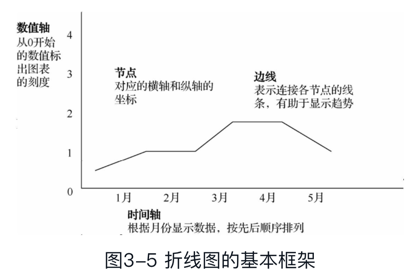 数值轴
从0开始
的数值标
出图表
的刻度
4
3
2
1
0
节点
对应的横轴和纵轴的
坐标
边线
表示连接各节点的线
条，有助于显示趋势
1月 2月 3月 4月 5月
时间轴
根据月份显示数据，按先后顺序排列
图3-5 折线图的基本框架